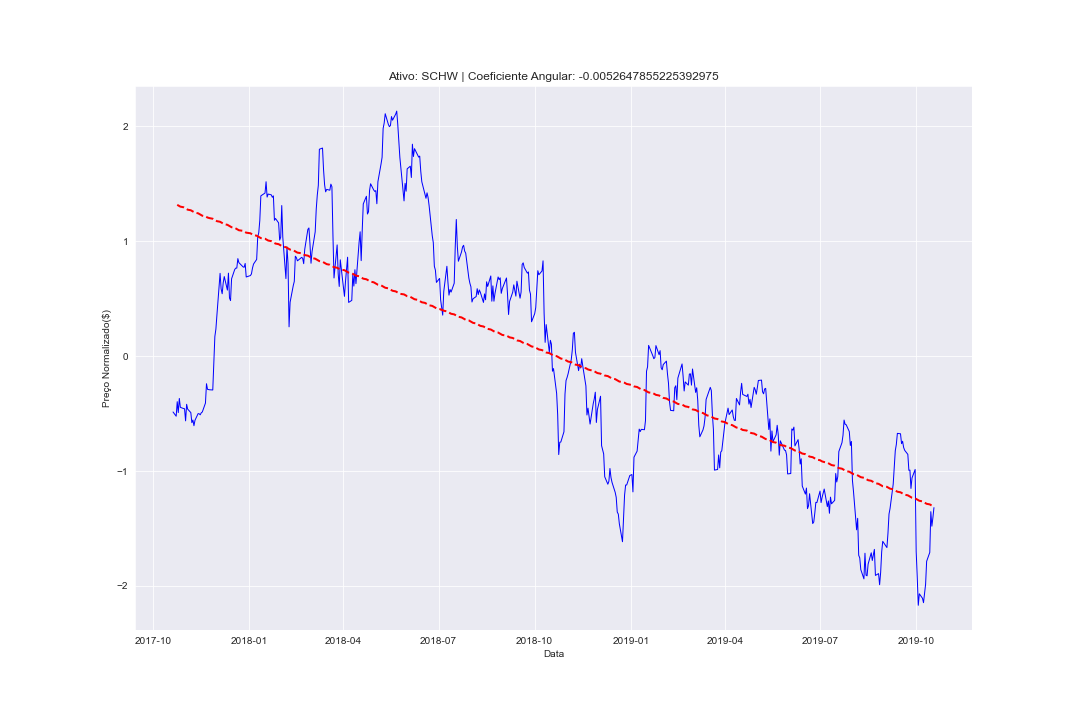 Ativo: SCHW | Coeficiente Angular: -0.0052647855225392975
Preço Normalizado($)
2
1
0
−1
−2
2017-10 2018-01 2018-04 2018-07 2018-10 2019-01 2019-04 2019-07 2019-10
Data